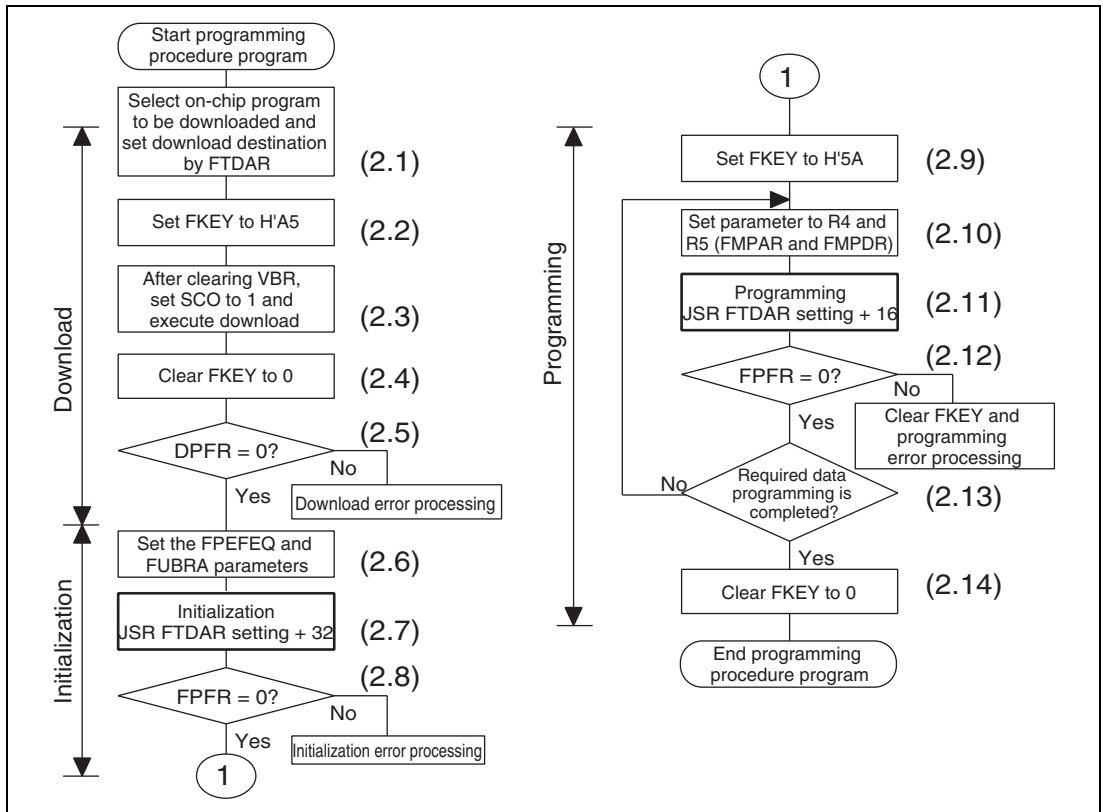 Start programming
procedure program
Select on-chip program
to be downloaded and
set download destination
by FTDAR
(2.1)
Set FKEY to H'A5
(2.2)
After clearing VBR,
set SCO to 1 and
execute download
(2.3)
Clear FKEY to 0
(2.4)
DPFR = 0?
(2.5)
No
Yes
Download error processing
Download
Set the FPEFEQ and
FUBRA parameters
(2.6)
Initialization
JSR FTDAR setting + 32
(2.7)
FPFR = 0?
(2.8)
No
Yes
Initialization error processing
1
Initialization
1
Set FKEY to H'5A
(2.9)
Set parameter to R4 and
R5 (FMPAR and FMPDR)
(2.10)
Programming
JSR FTDAR setting + 16
(2.11)
FPFR = 0?
(2.12)
No
Yes
Clear FKEY and
programming
error processing
No
Required data
programming is
completed?
(2.13)
Yes
Clear FKEY to 0
(2.14)
Programming
End programming
procedure program